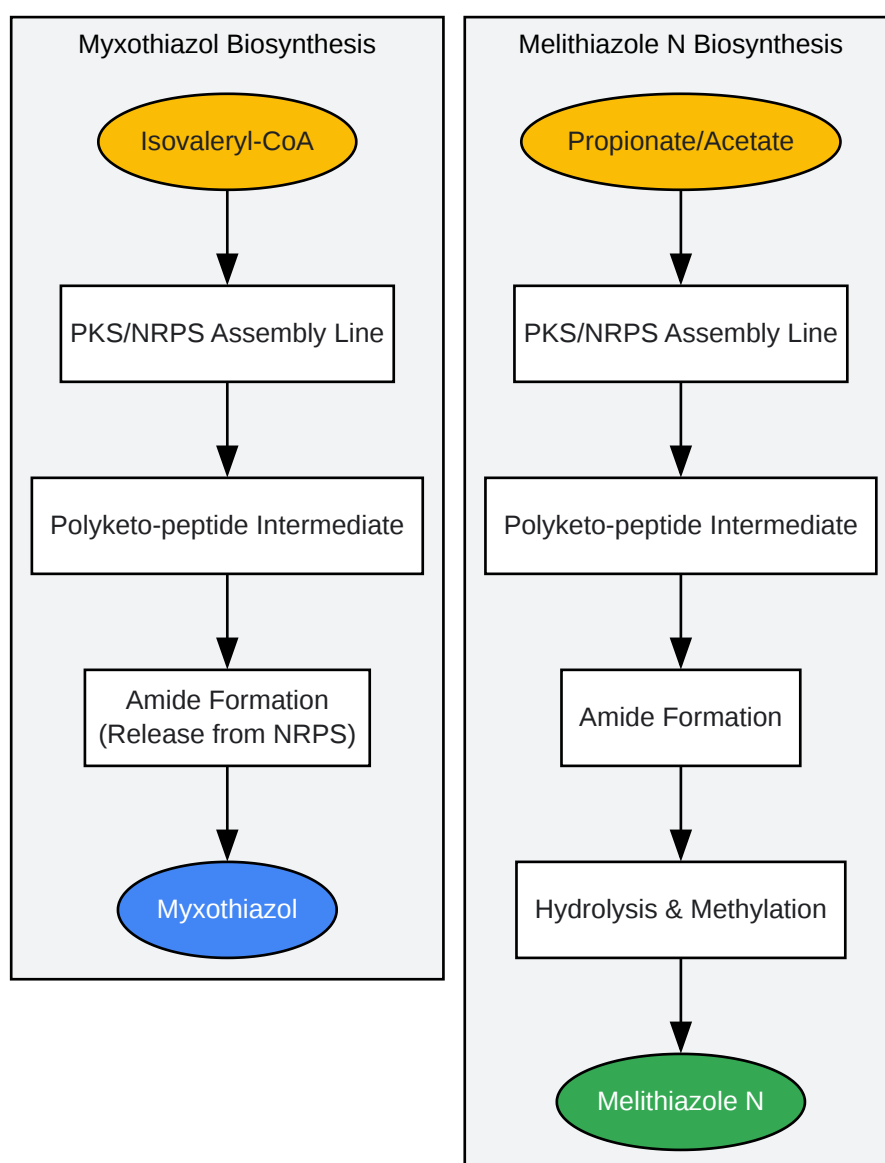 Myxothiazol Biosynthesis
Isovaleryl-CoA
PKS/NRPS Assembly Line
Polyketo-peptide Intermediate
Amide Formation
(Release from NRPS)
Myxothiazol
Melithiazole N Biosynthesis
Propionate/Acetate
PKS/NRPS Assembly Line
Polyketo-peptide Intermediate
Amide Formation
Hydrolysis & Methylation
Melithiazole N